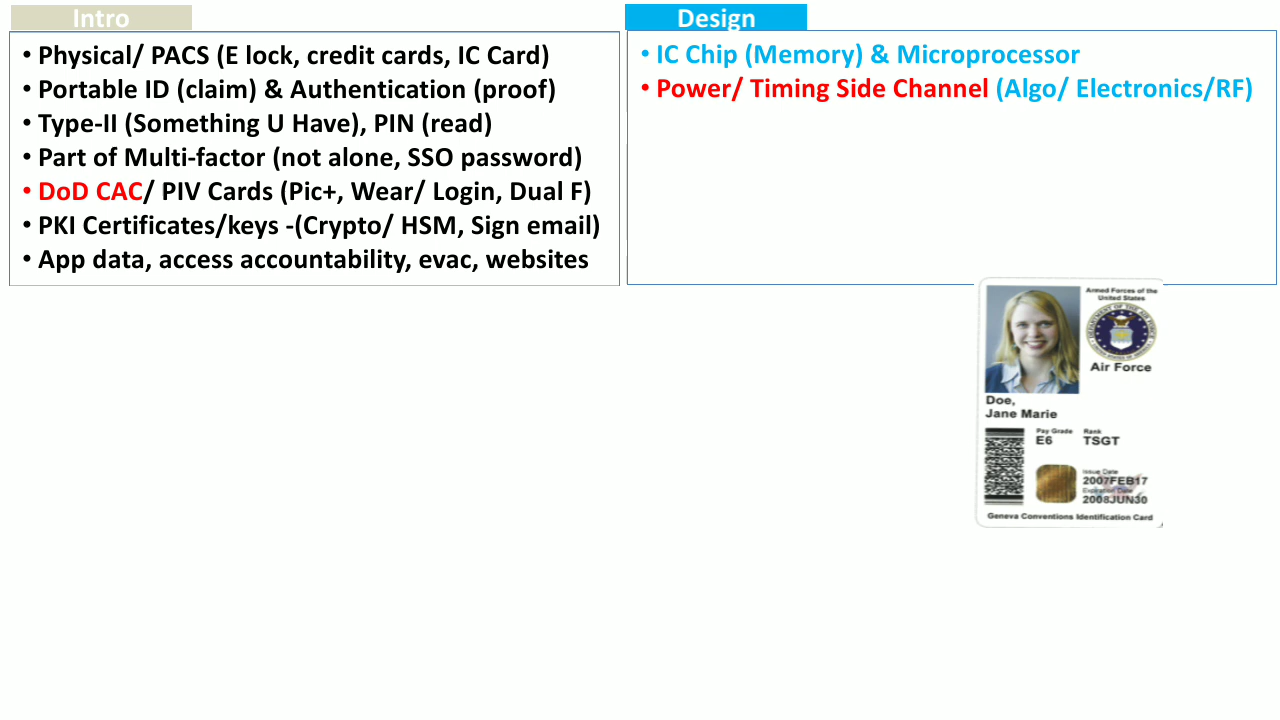 Intro
• Physical/ PACS (E lock, credit cards, IC Card)
• Portable ID (claim) & Authentication (proof)
• Type-II (Something U Have), PIN (read)
• Part of Multi-factor (not alone, SSO password)
• DoD CAC/ PIV Cards (Pic+, Wear/ Login, Dual F)
• PKI Certificates/keys -(Crypto/ HSM, Sign email)
• App data, access accountability, evac, websites
Design
• IC Chip (Memory) & Microprocessor
• Power/ Timing Side Channel (Algo/ Electronics/RF)
Armed Forces of the
United States
Air Force
Doe,
Jane Marie
Pay Grade Rank
E6 TSGT
Issue Date
2007FEB17
Expiration Date
2008JUN30
Geneva Conventions Identification Card